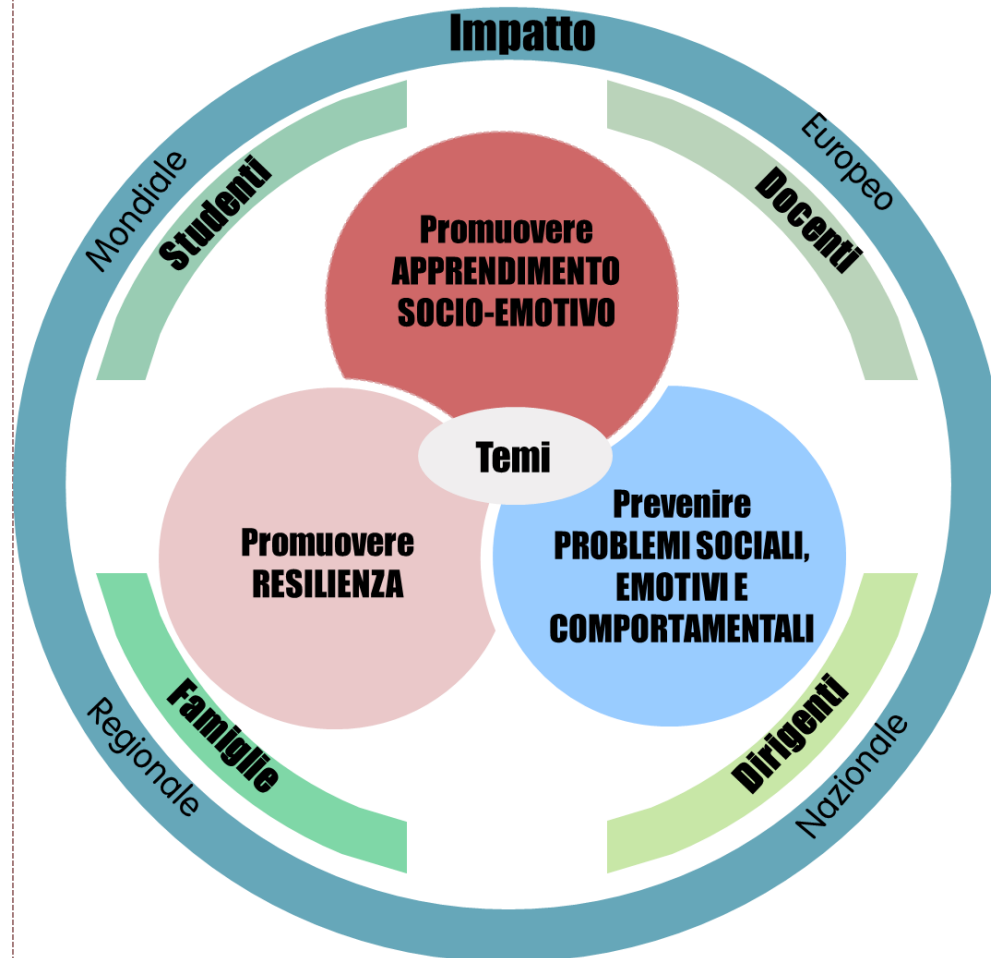 Impatto
Mondiale
Europeo
Studenti
Docenti
Promuovere
APPRENDIMENTO
SOCIO-EMOTIVO
Temi
Promuovere
RESILIENZA
Prevenire
PROBLEMI SOCIALI,
EMOTIVI E
COMPORTAMENTALI
Famiglie
Dirigenti
Regionale
Nazionale